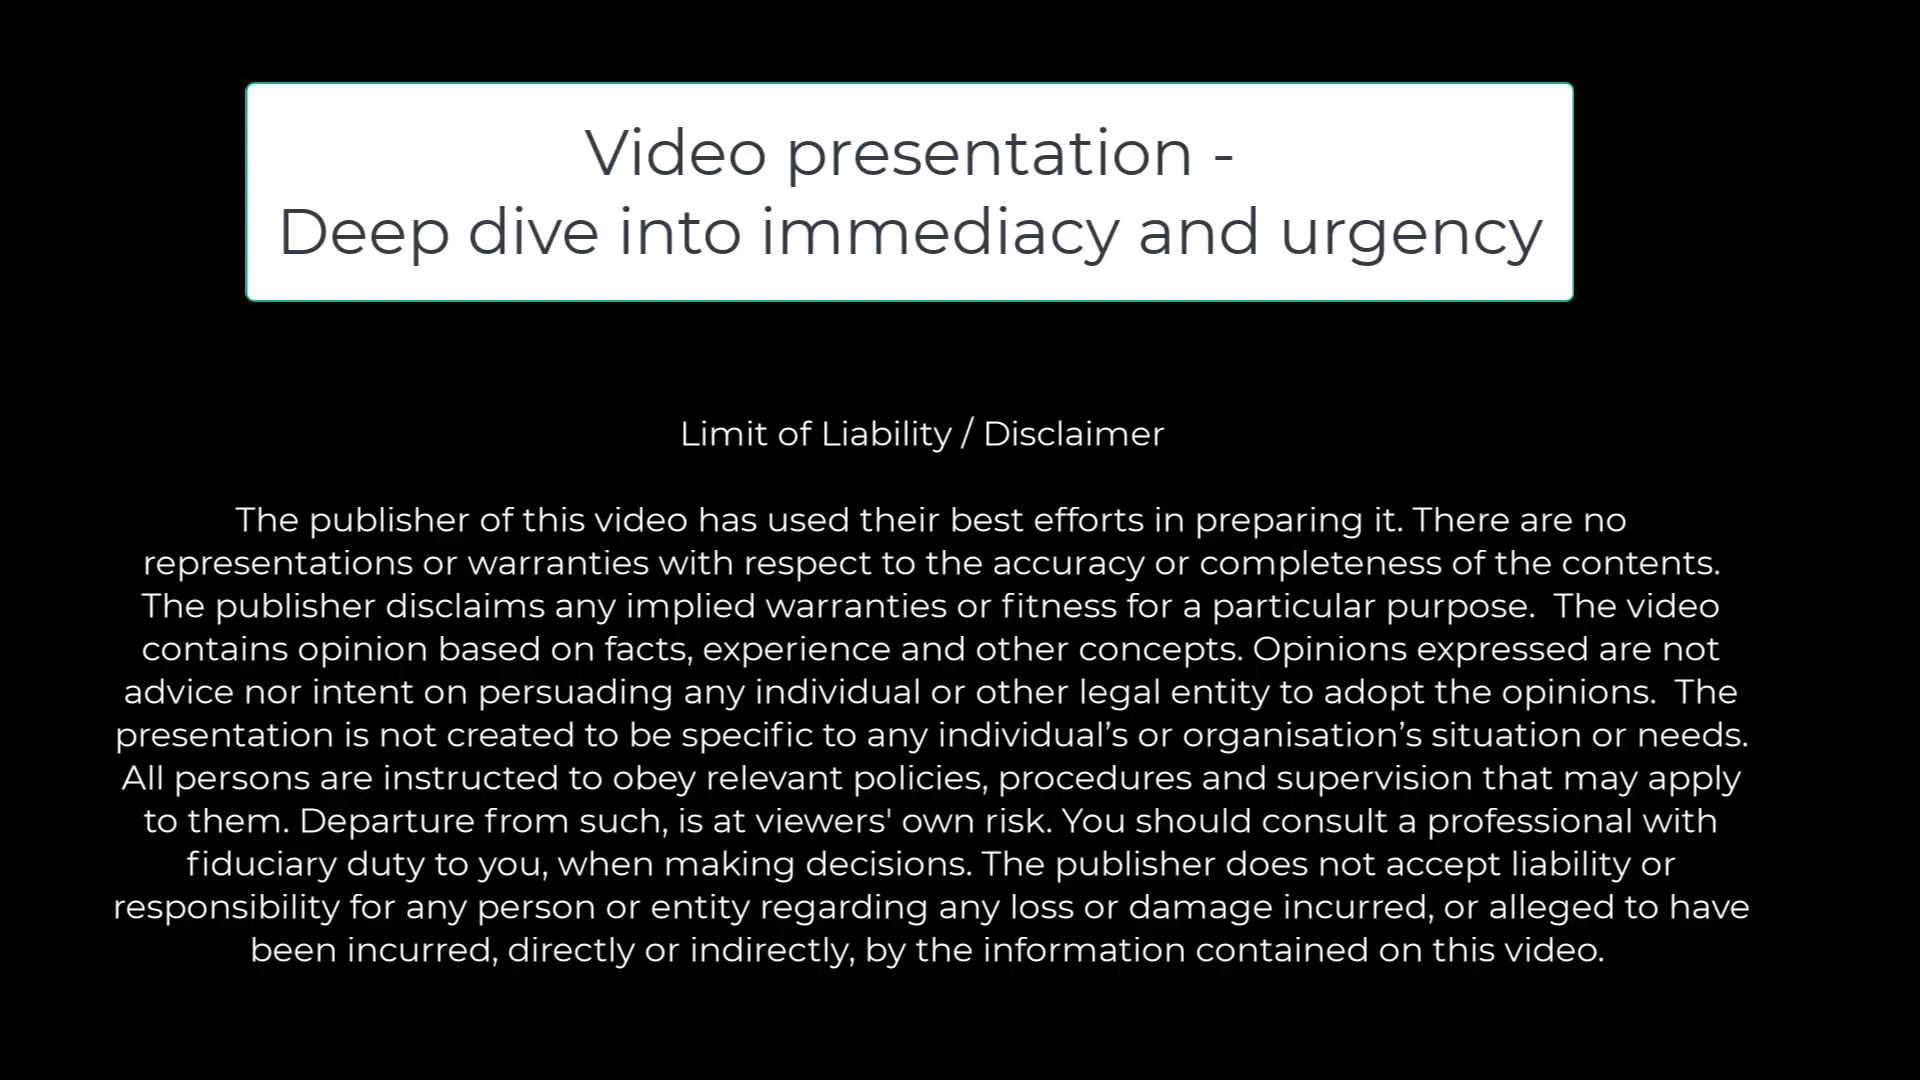 Video presentation -
Deep dive into immediacy and urgency
Limit of Liability / Disclaimer
The publisher of this video has used their best efforts in preparing it. There are no
representations or warranties with respect to the accuracy or completeness of the contents.
The publisher disclaims any implied warranties or fitness for a particular purpose.  The video
contains opinion based on facts, experience and other concepts. Opinions expressed are not
advice nor intent on persuading any individual or other legal entity to adopt the opinions.  The
presentation is not created to be specific to any individual’s or organisation’s situation or needs.
All persons are instructed to obey relevant policies, procedures and supervision that may apply
to them. Departure from such, is at viewers' own risk. You should consult a professional with
fiduciary duty to you, when making decisions. The publisher does not accept liability or
responsibility for any person or entity regarding any loss or damage incurred, or alleged to have
been incurred, directly or indirectly, by the information contained on this video.